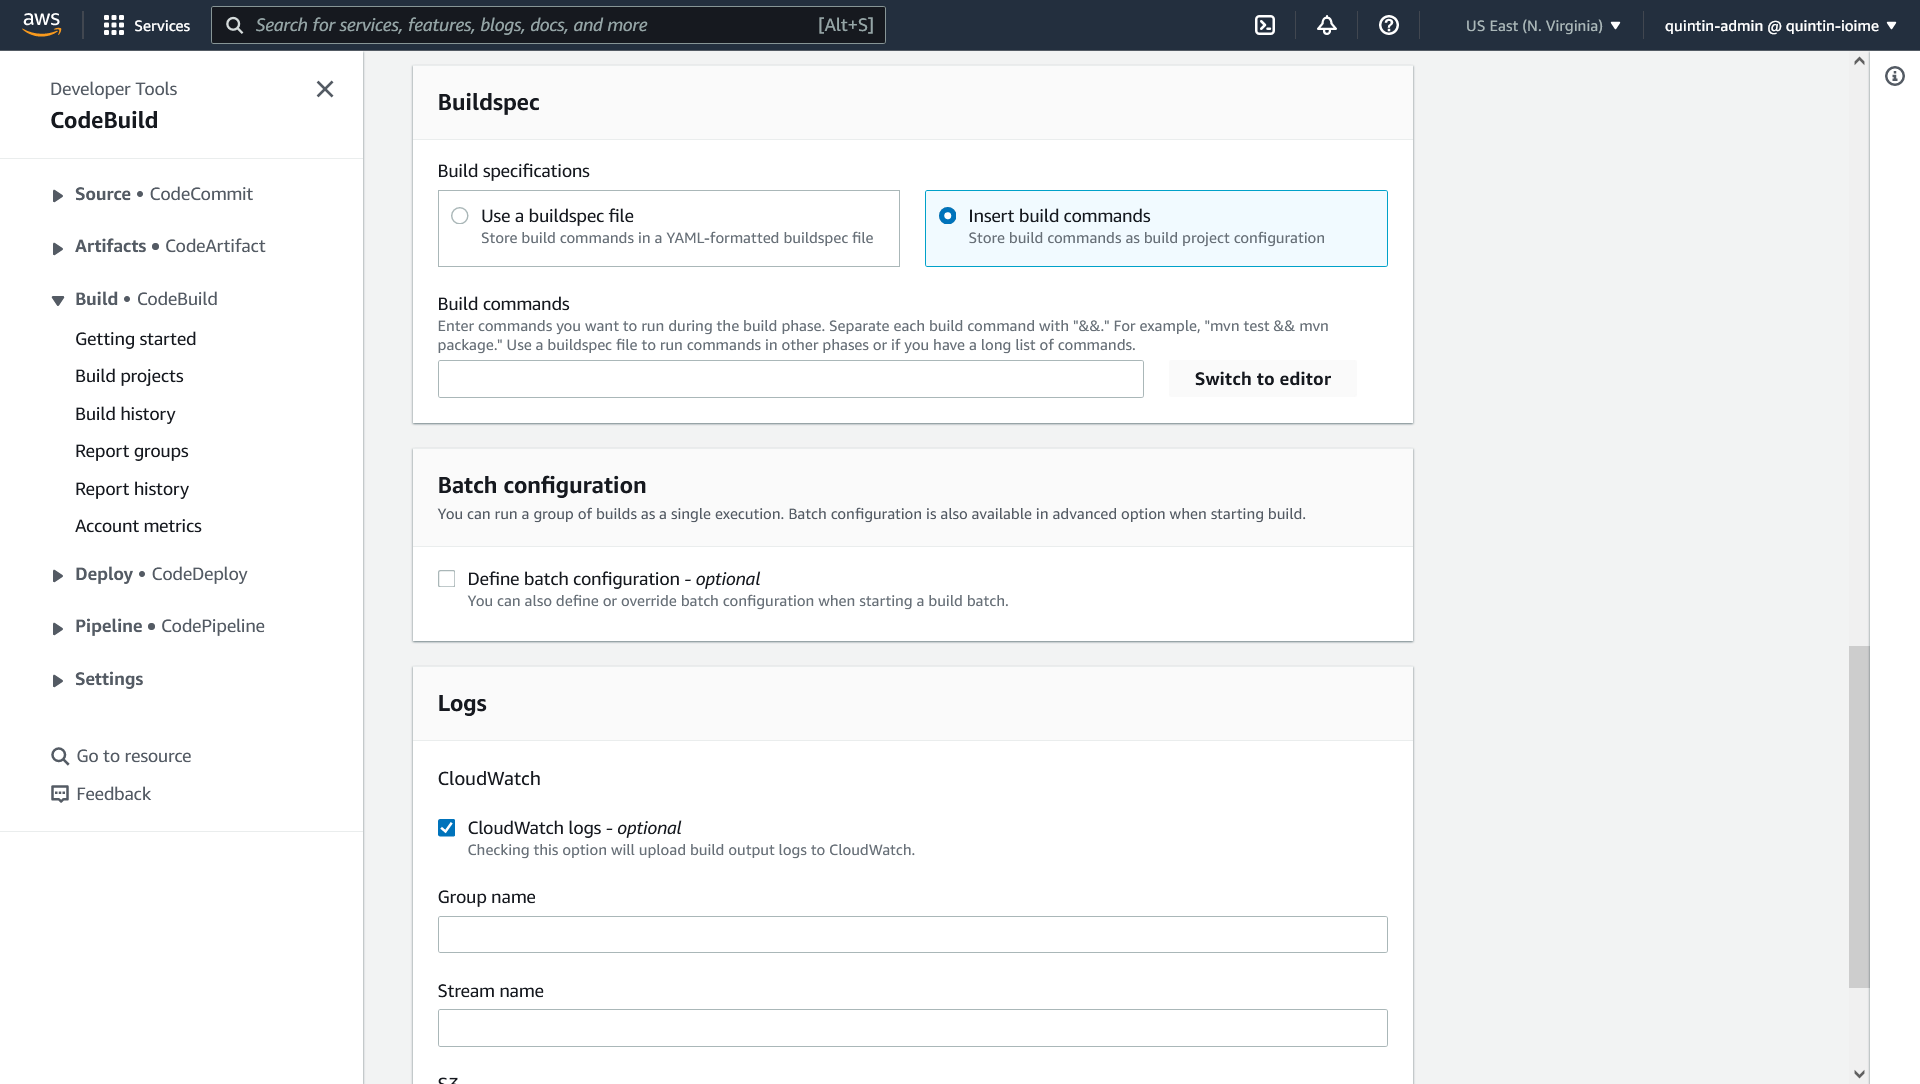 aws
Services
Search for services, features, blogs, docs, and more
[Alt+S]
US East (N. Virginia)
quintin-admin @ quintin-ioime
Developer Tools
CodeBuild
Source • CodeCommit
Artifacts • CodeArtifact
Build • CodeBuild
Getting started
Build projects
Build history
Report groups
Report history
Account metrics
Deploy • CodeDeploy
Pipeline • CodePipeline
Settings
Go to resource
Feedback
Buildspec
Build specifications
Use a buildspec file
Store build commands in a YAML-formatted buildspec file
Insert build commands
Store build commands as build project configuration
Build commands
Enter commands you want to run during the build phase. Separate each build command with "&&." For example, "mvn test && mvn
package." Use a buildspec file to run commands in other phases or if you have a long list of commands.
Switch to editor
Batch configuration
You can run a group of builds as a single execution. Batch configuration is also available in advanced option when starting build.
Define batch configuration - optional
You can also define or override batch configuration when starting a build batch.
Logs
CloudWatch
CloudWatch logs - optional
Checking this option will upload build output logs to CloudWatch.
Group name
Stream name
S3